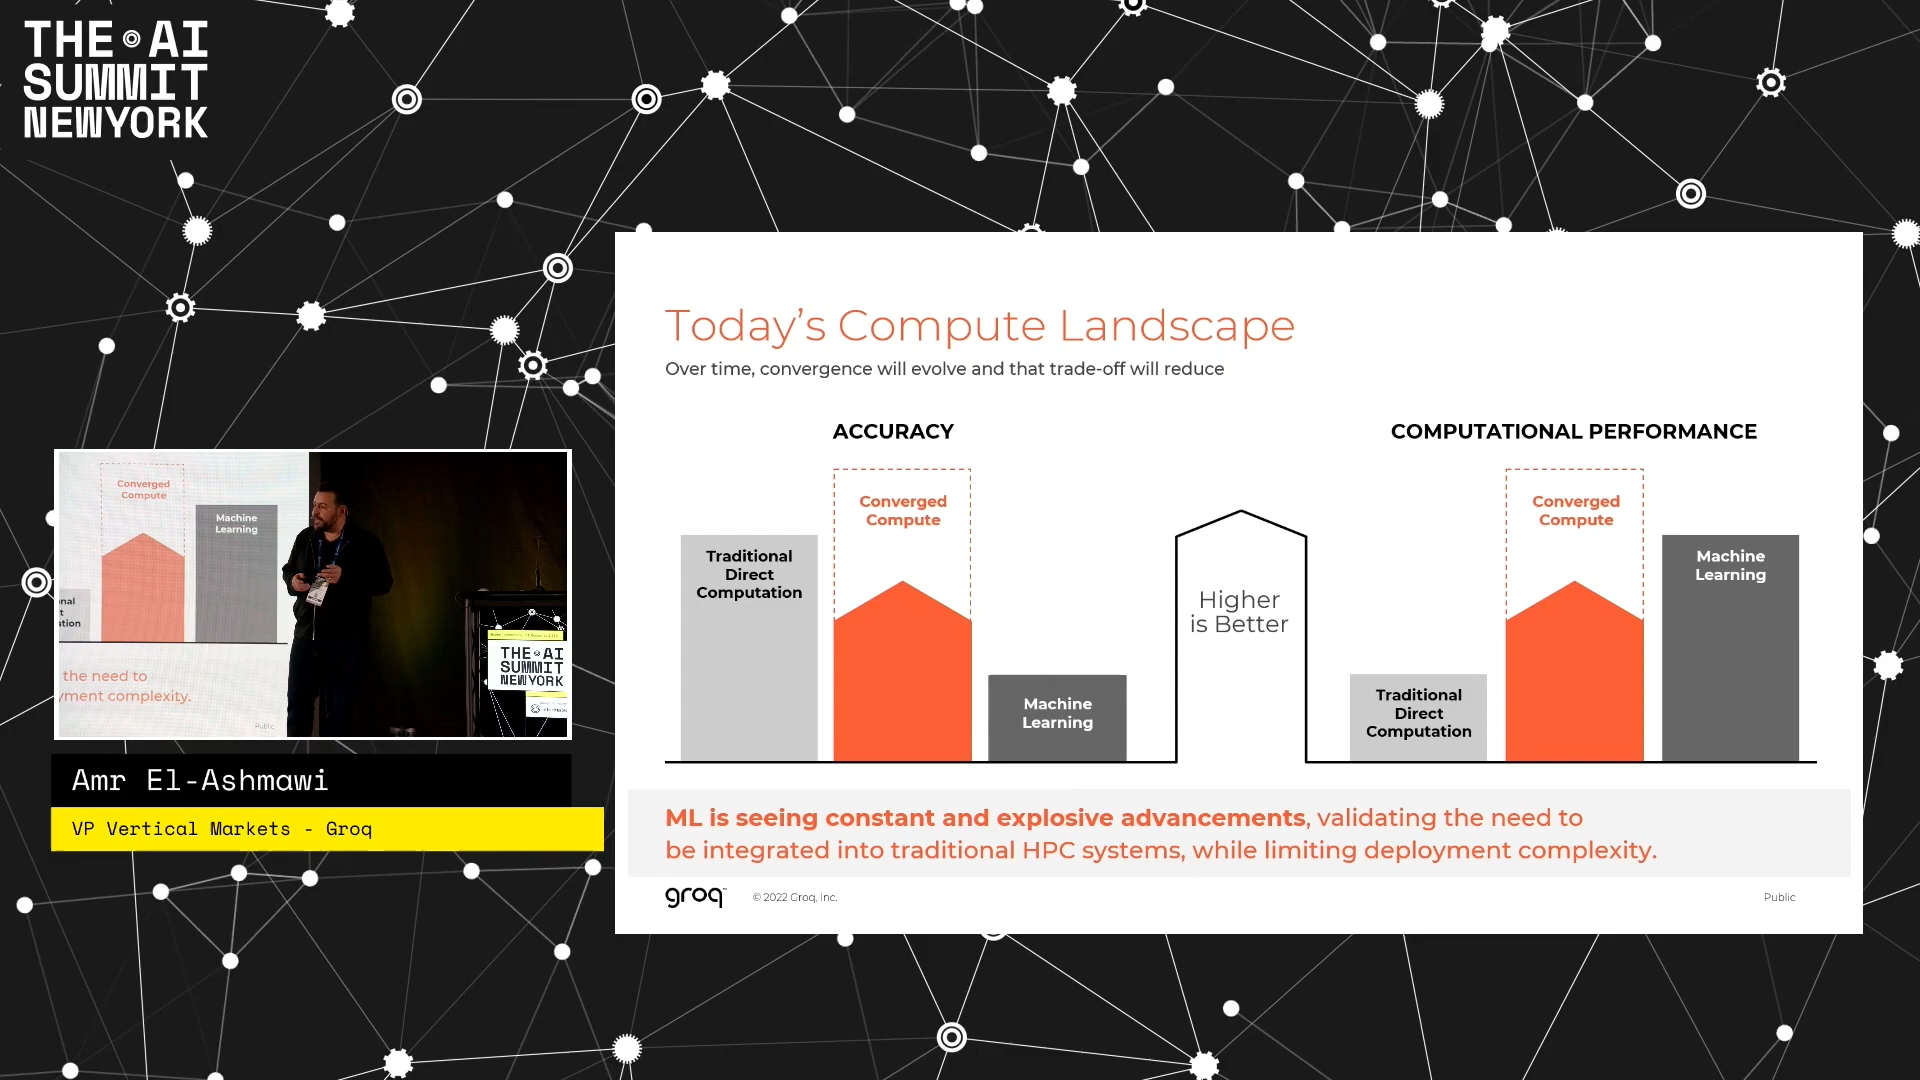 THE AI
SUMMIT
NEWYORK
Today's Compute Landscape
Over time, convergence will evolve and that trade-off will reduce
ACCURACY
COMPUTATIONAL PERFORMANCE
Traditional
Direct
Computation
Converged
Compute
Machine
Learning
Higher
is Better
Traditional
Direct
Computation
Converged
Compute
Machine
Learning
ML is seeing constant and explosive advancements, validating the need to
be integrated into traditional HPC systems, while limiting deployment complexity.
groq™
© 2022 Groq, Inc.
Public
Converged
Compute
Machine
Learning
nal
t
ation
the need to
yment complexity.
Public
THE AI
SUMMIT
NEWYORK
Amr El-Ashmawi
VP Vertical Markets - Groq